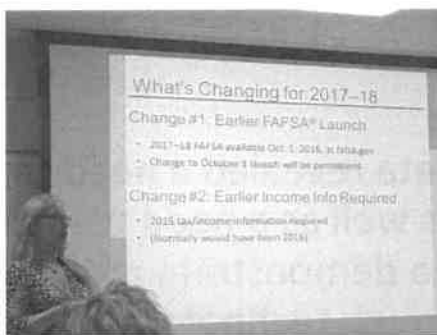 What's Changing for 2017–18
Change #1: Earlier FAFSA® Launch
• 2017–18 FAFSA available Oct. 1, 2016, at fafsa.gov
• Change to October 1 launch will be permanent
Change #2: Earlier Income Info Required
• 2015 tax/income information required
• (Normally would have been 2016)